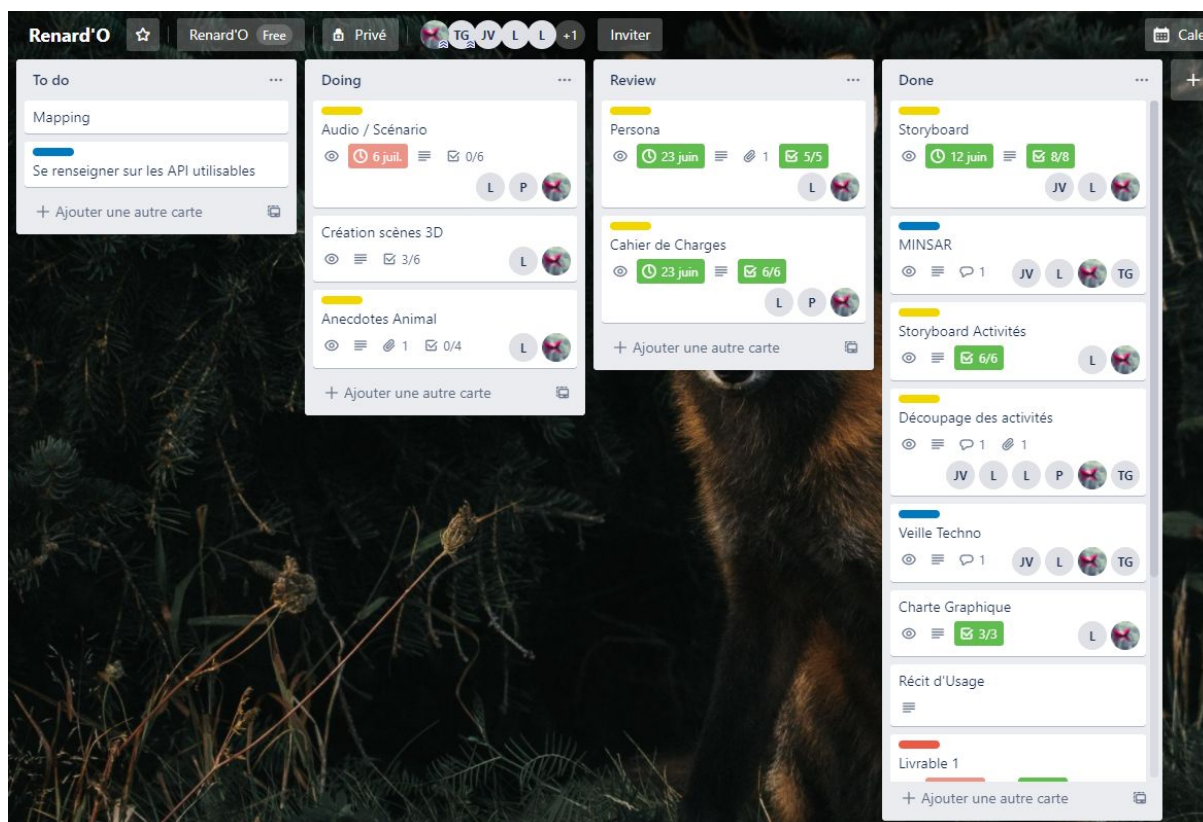 Renard'O
Renard'O Free
Privé
TG JV L L +1
Inviter
Cale
To do
Mapping
Se renseigner sur les API utilisables
+ Ajouter une autre carte
Doing
Audio / Scénario
6 juil. 0/6
L P
Création scènes 3D
3/6 L
Anecdotes Animal
1 0/4 L
+ Ajouter une autre carte
Review
Persona
23 juin 1 5/5
L
Cahier de Charges
23 juin 6/6
L P
+ Ajouter une autre carte
Done
Storyboard
12 juin 8/8
JV L
MINSAR
1 JV L TG
Storyboard Activités
6/6 L
Découpage des activités
1 1
JV L L P TG
Veille Techno
1 JV L TG
Charte Graphique
3/3 L
Récit d'Usage
Livrable 1
+ Ajouter une autre carte
+